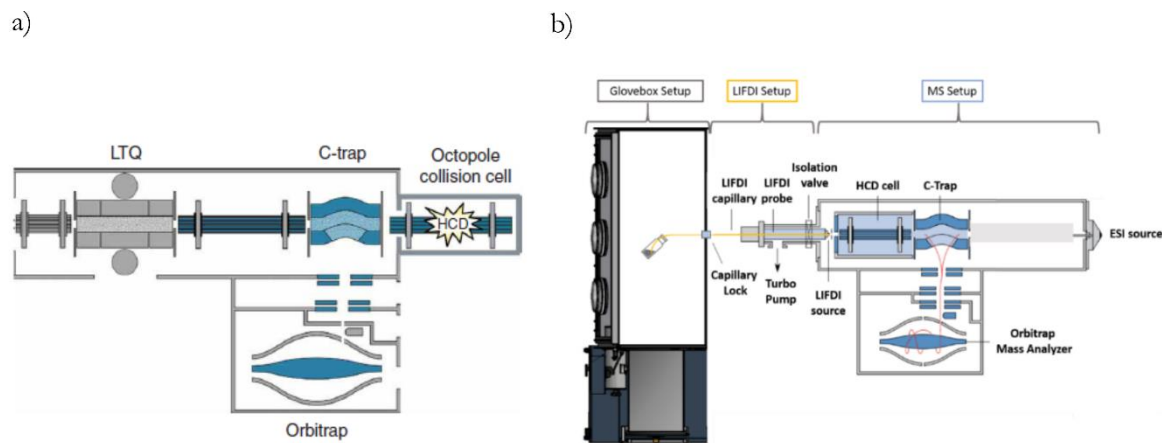 a)
LTQ
C-trap
Octopole
collision cell
HCD
Orbitrap
b)
Glovebox Setup
LIFDI Setup
MS Setup
LIFDI
capillary
LIFDI
probe
Isolation
valve
HCD cell
C-Trap
ESI source
Capillary
Lock
Turbo
Pump
LIFDI
source
Orbitrap
Mass Analyzer